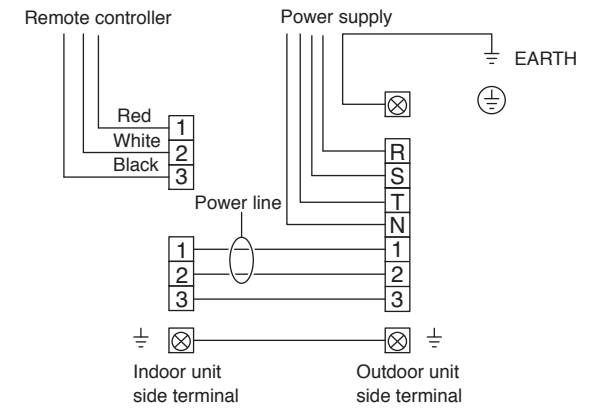 Remote controller
Power supply
EARTH
Red
White
Black
1
2
3
R
S
T
N
1
2
3
Power line
1
2
3
Indoor unit
side terminal
Outdoor unit
side terminal